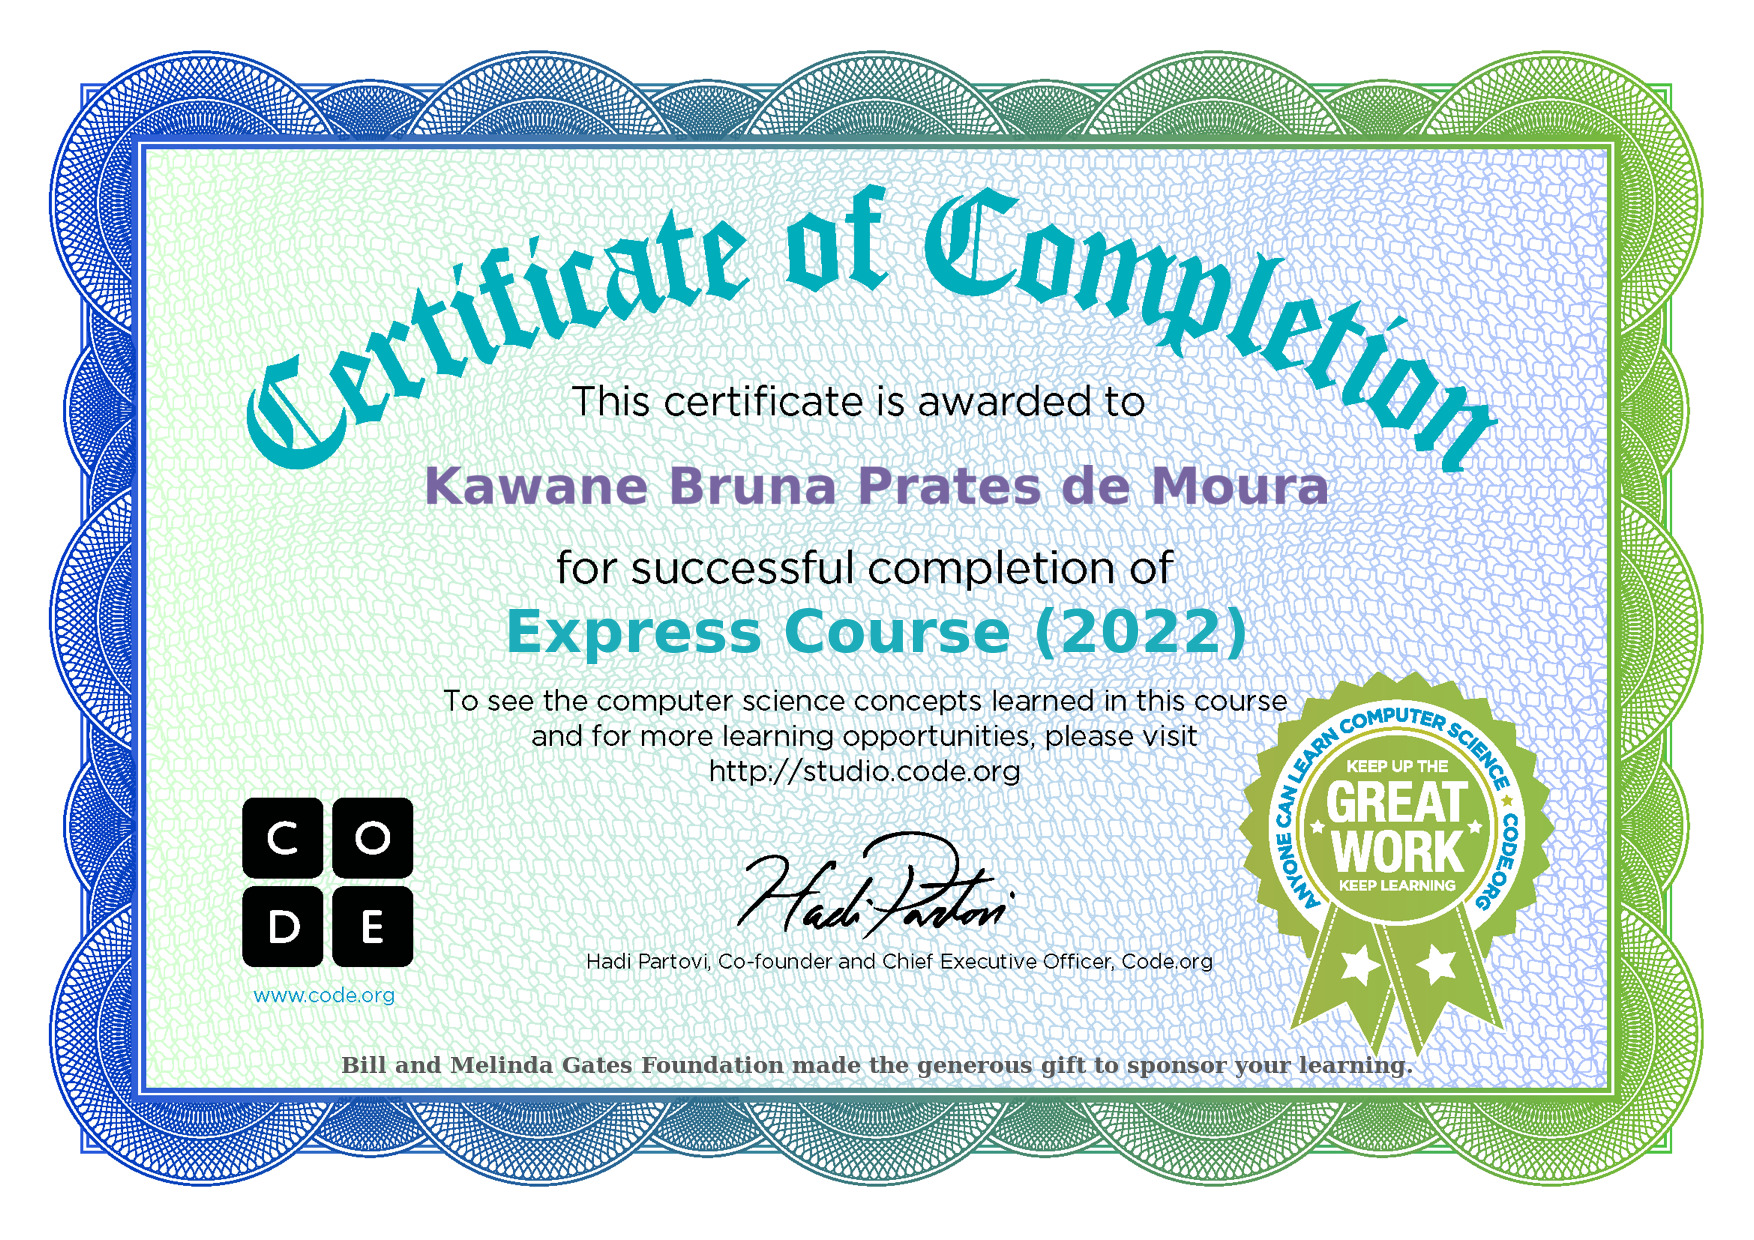 Certificate of Completion
This certificate is awarded to
Kawane Bruna Prates de Moura
for successful completion of
Express Course (2022)
To see the computer science concepts learned in this course
and for more learning opportunities, please visit
http://studio.code.org
C O
D E
www.code.org
Hadi Partovi
Hadi Partovi, Co-founder and Chief Executive Officer, Code.org
ANYONE CAN LEARN COMPUTER SCIENCE ★ CODE.ORG
KEEP UP THE
GREAT
WORK
KEEP LEARNING
Bill and Melinda Gates Foundation made the generous gift to sponsor your learning.